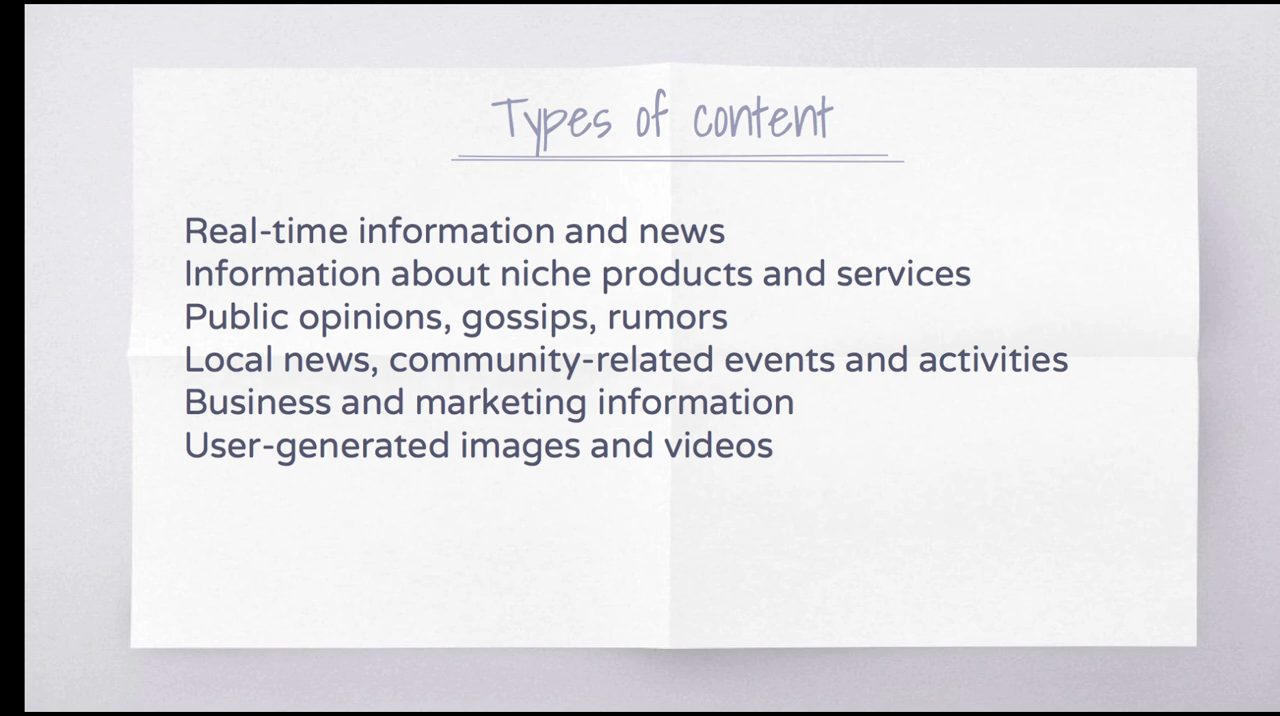 Types of content
Real-time information and news
Information about niche products and services
Public opinions, gossips, rumors
Local news, community-related events and activities
Business and marketing information
User-generated images and videos